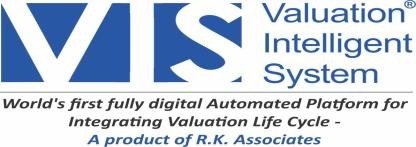 VIS Valuation®
Intelligent
System
World's first fully digital Automated Platform for
Integrating Valuation Life Cycle -
A product of R.K. Associates